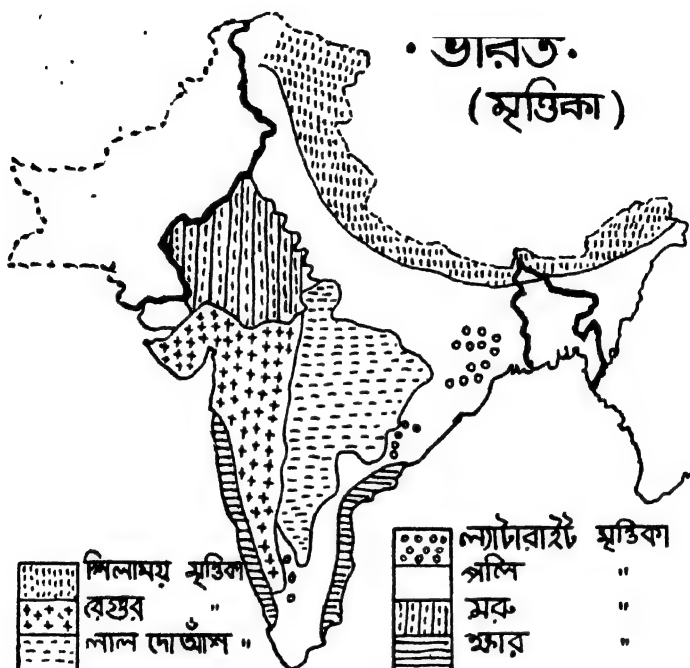 ভারত
(মৃত্তিকা)
শিলাময় মৃত্তিকা
রেগুর "
লাল দোআঁশ "
ল্যাটারাইট মৃত্তিকা
পলি "
মরু "
ক্ষার "